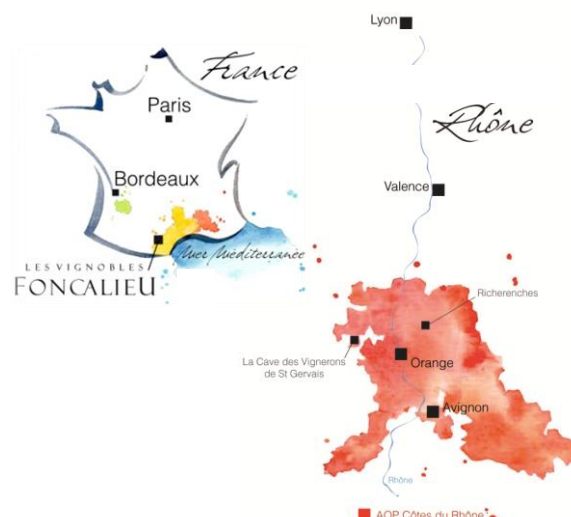 France
Paris
Bordeaux
Mer Méditerranée
LES VIGNOBLES
FONCALIEU
Lyon
Rhône
Valence
Richerenches
La Cave des Vignerons
de St Gervais
Orange
Avignon
Rhône
AOP Côtes du Rhône